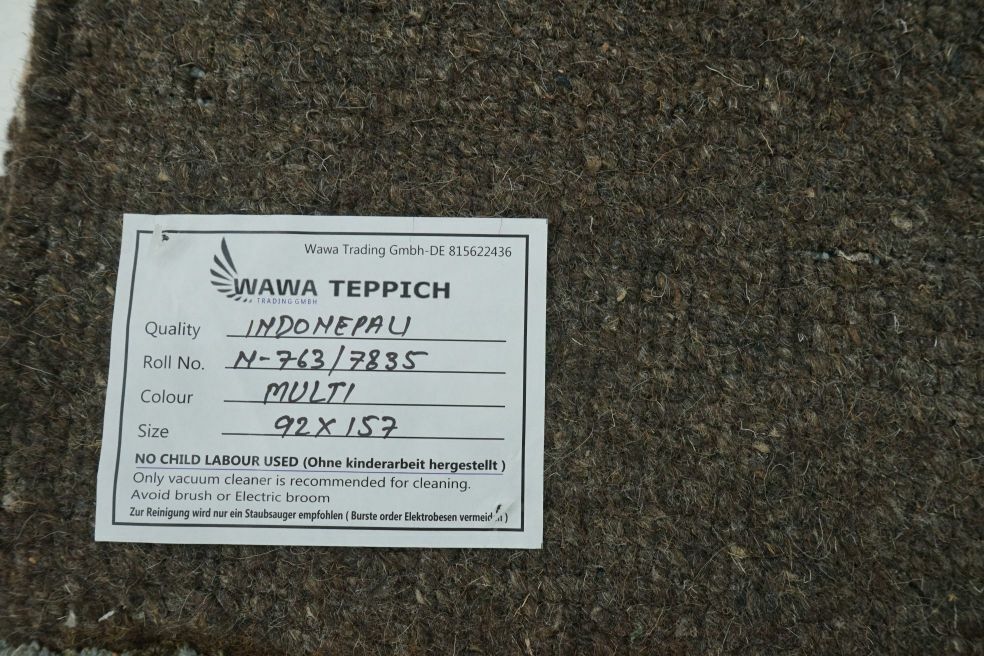 Wawa Trading Gmbh-DE 815622436
WAWA TEPPICH
TRADING GMBH
Quality INDONEPALI
Roll No. N-763/7835
Colour MULTI
Size 92X157
NO CHILD LABOUR USED (Ohne kinderarbeit hergestellt )
Only vacuum cleaner is recommended for cleaning.
Avoid brush or Electric broom
Zur Reinigung wird nur ein Staubsauger empfohlen ( Burste order Elektrobesen vermeiden )